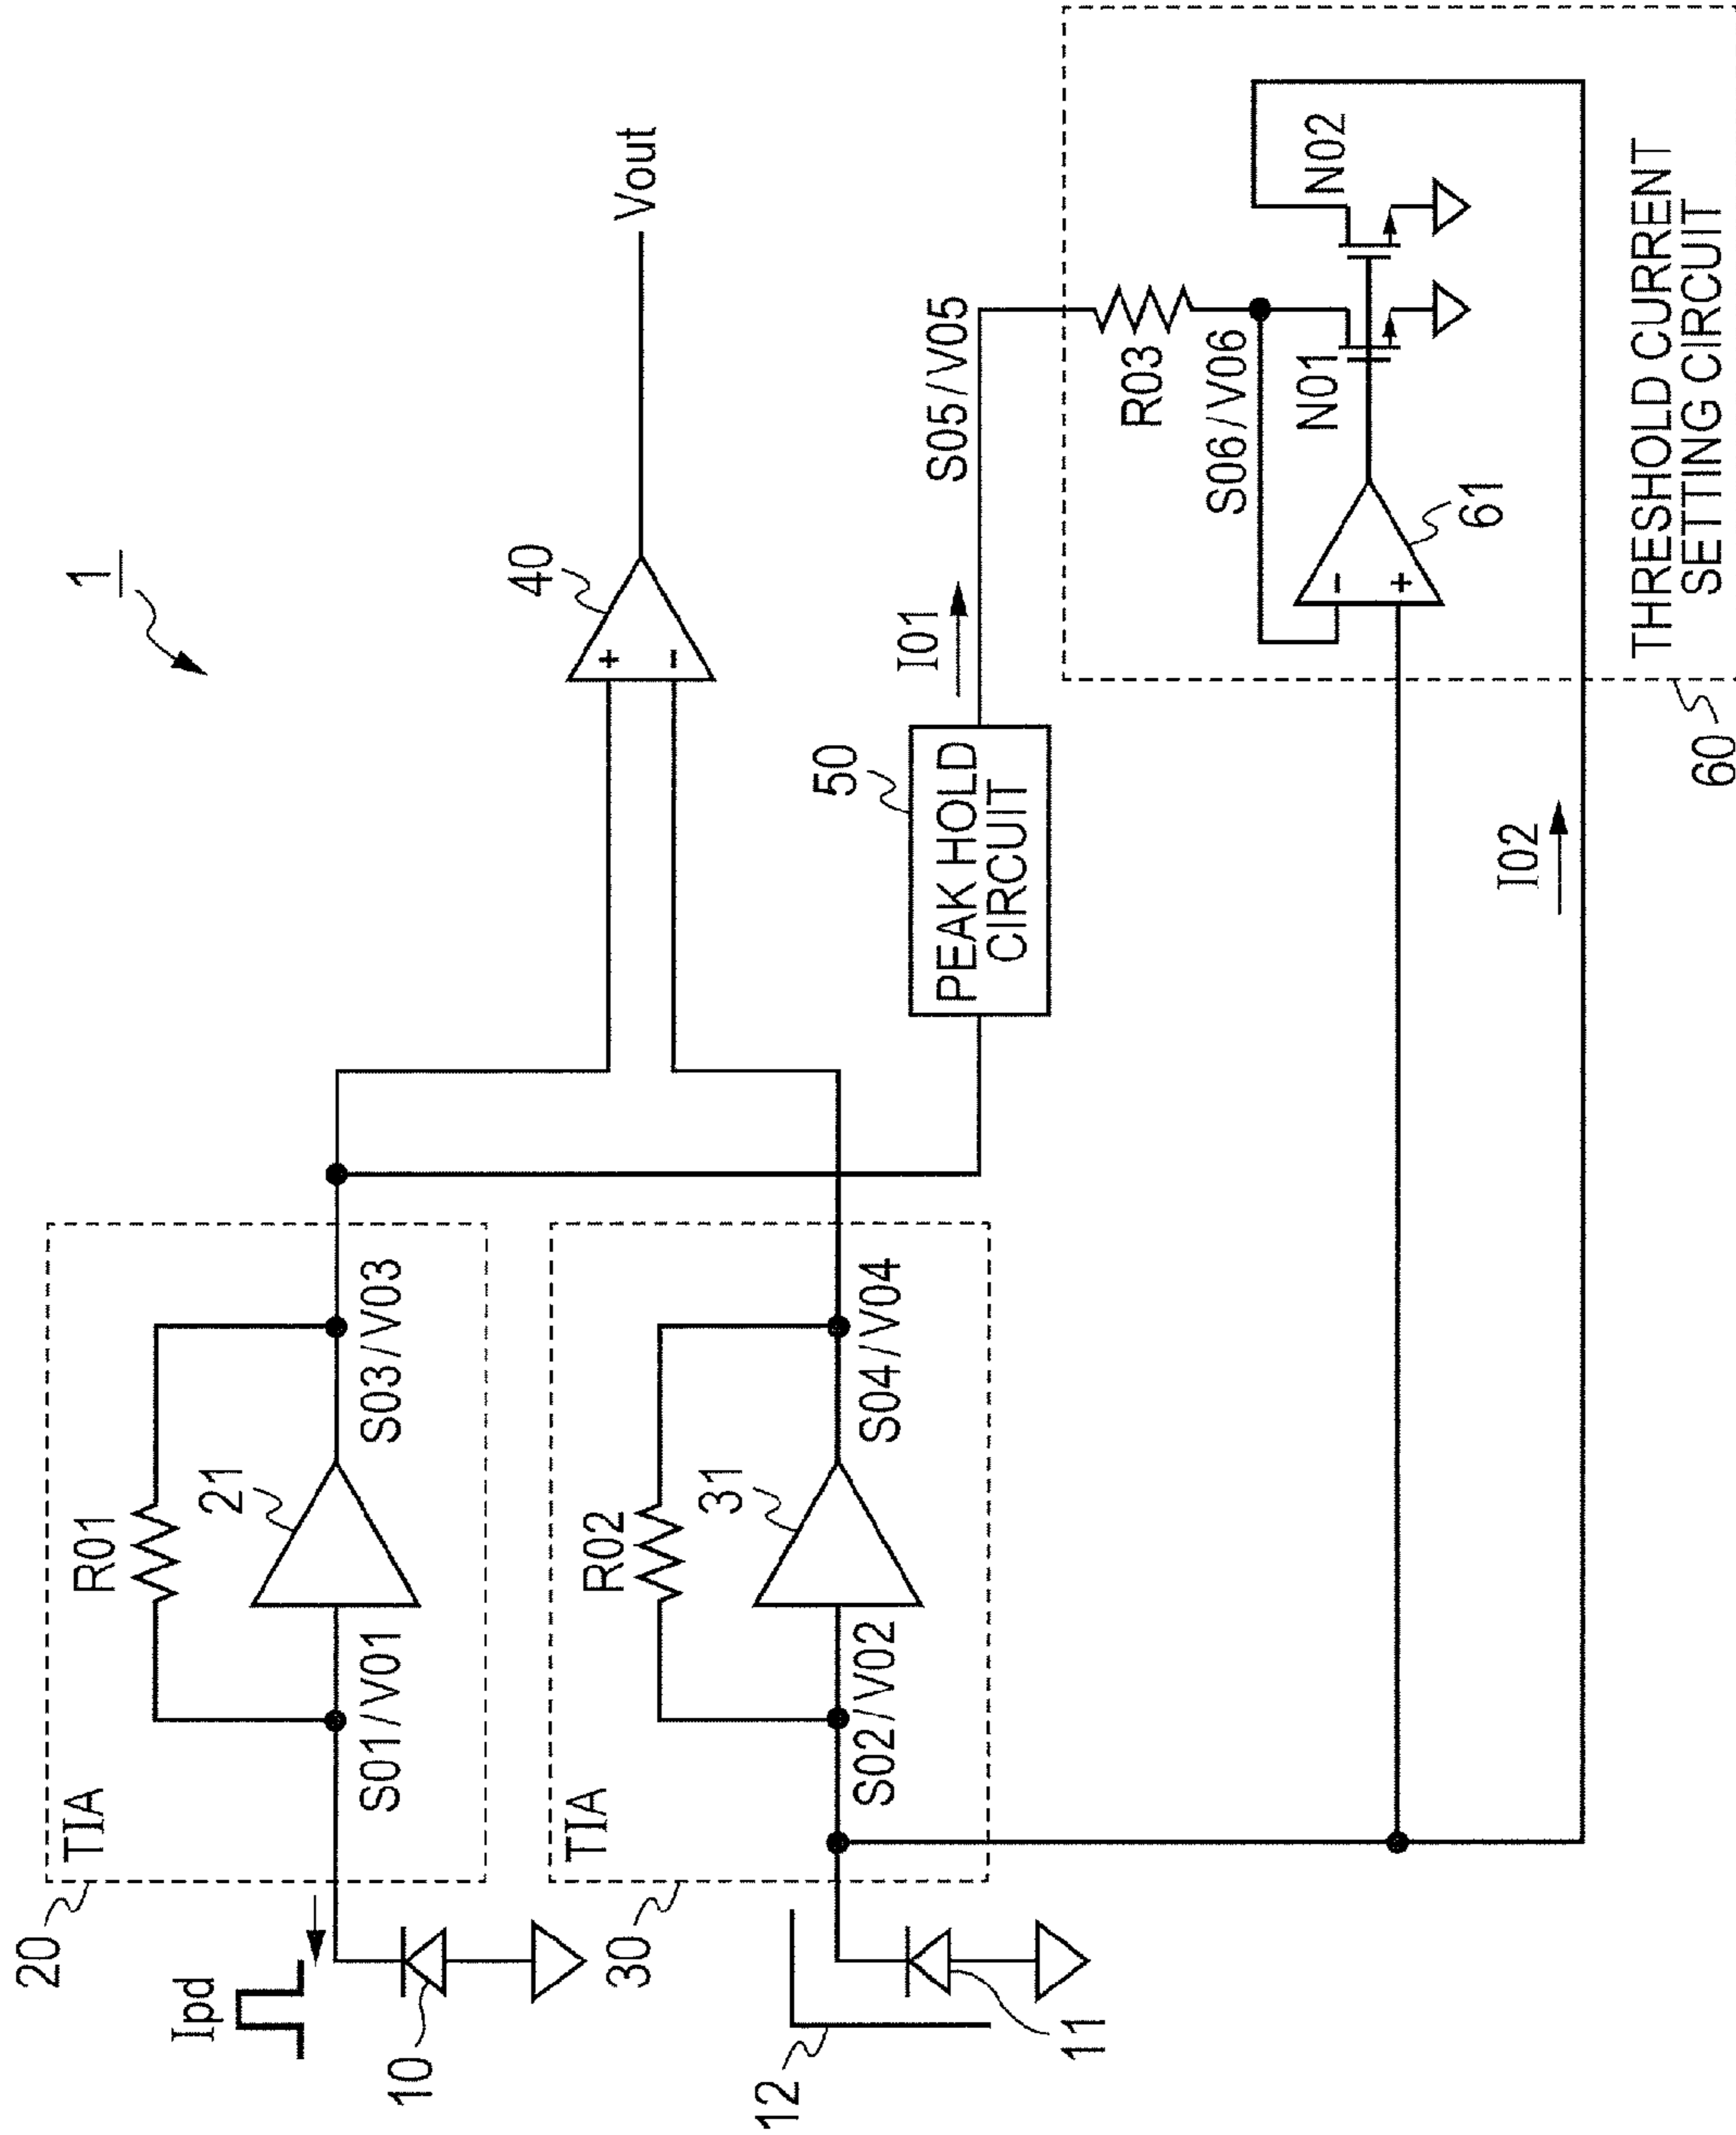 1
Ipd
20
TIA
R01
21
S01/V01
S03/V03
10
30
TIA
R02
31
S02/V02
S04/V04
12
11
40
+
-
Vout
50
PEAK HOLD
CIRCUIT
I01
S05/V05
R03
S06/V06
N01
N02
-
+
61
I02
60
THRESHOLD CURRENT
SETTING CIRCUIT